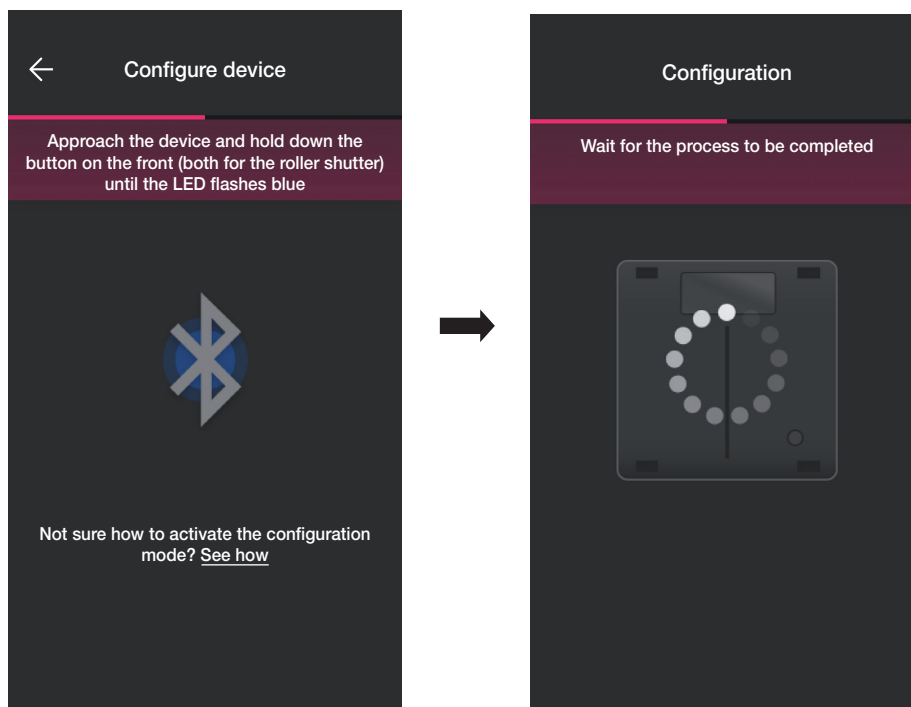 Configure device
Approach the device and hold down the
button on the front (both for the roller shutter)
until the LED flashes blue
Not sure how to activate the configuration
mode? See how
Configuration
Wait for the process to be completed